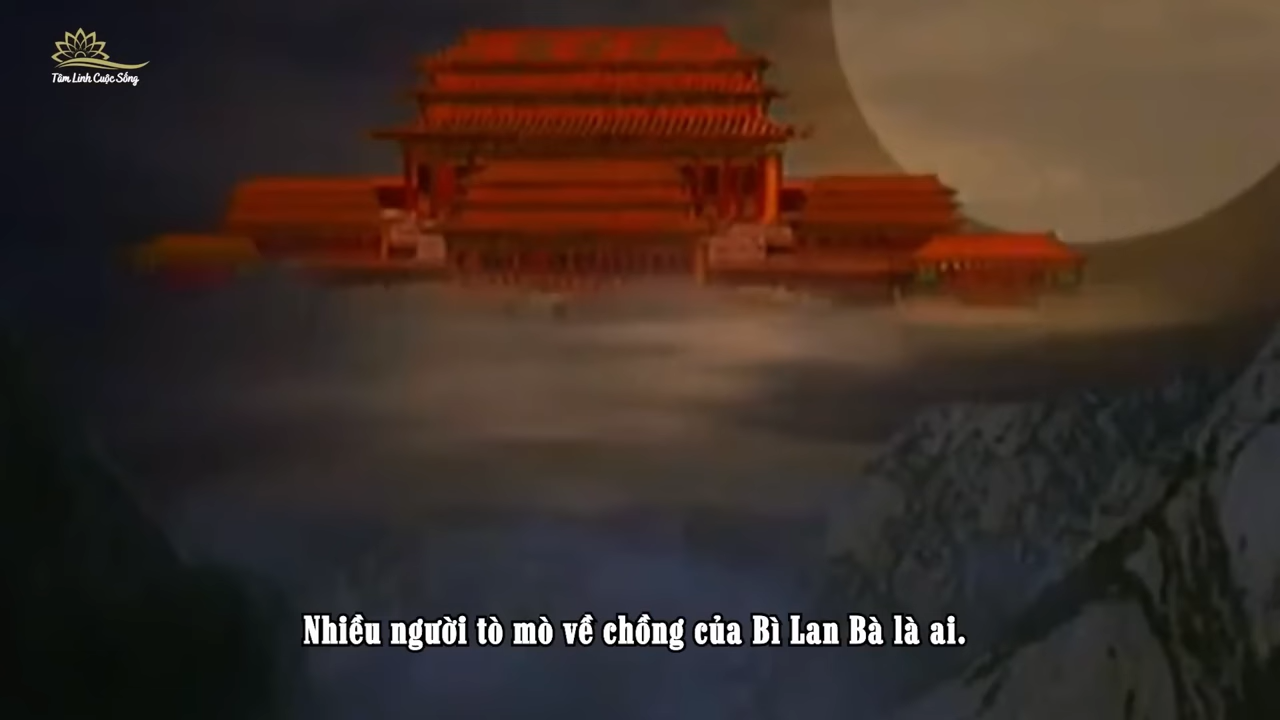 Tâm Linh Cuộc Sống
Nhiều người tò mò về chồng của Bì Lan Bà là ai.